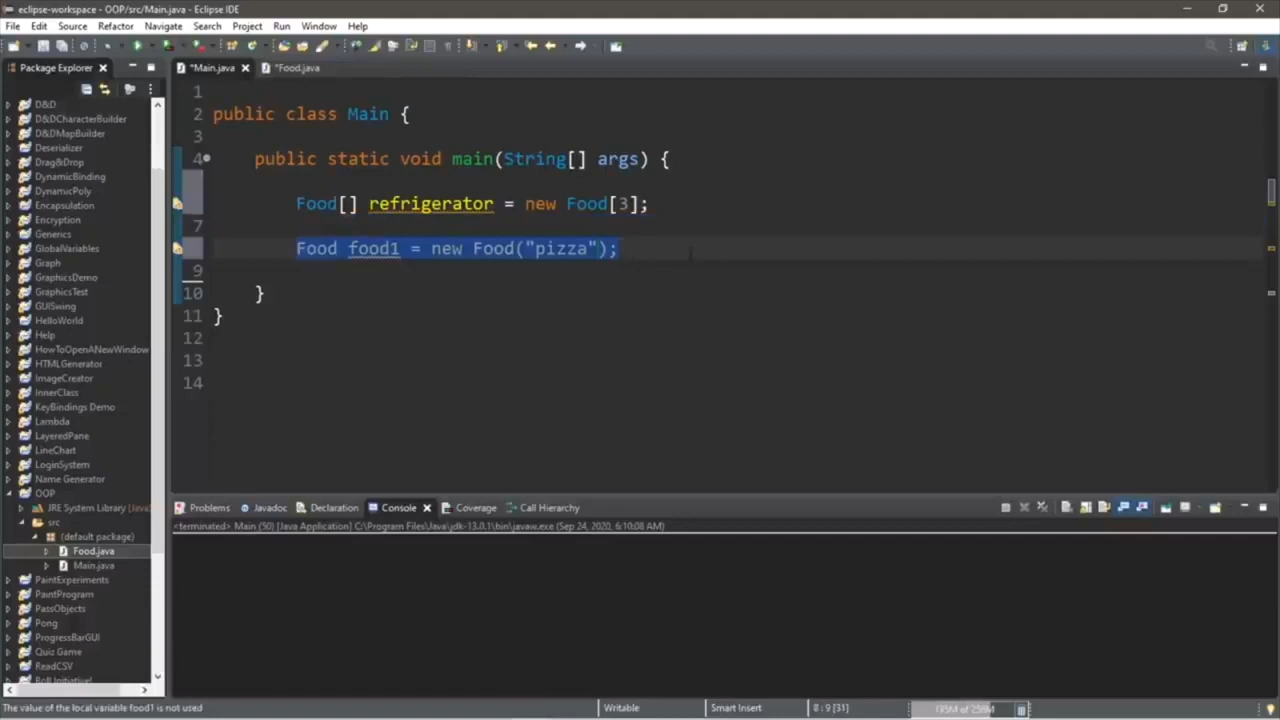 eclipse-workspace - OOP/src/Main.java - Eclipse IDE
File Edit Source Refactor Navigate Search Project Run Window Help
Package Explorer
*Main.java *Food.java
D&D
D&DCharacterBuilder
D&DMapBuilder
Deserializer
Drag&Drop
DynamicBinding
DynamicPoly
Encapsulation
Encryption
Generics
GlobalVariables
Graph
GraphicsDemo
GraphicsTest
GUISwing
HelloWorld
Help
HowToOpenANewWindow
HTMLGenerator
ImageCreator
InnerClass
KeyBindings Demo
Lambda
LayeredPane
LineChart
LoginSystem
Name Generator
OOP
JRE System Library [Java
src
(default package)
Food.java
Main.java
PaintExperiments
PaintProgram
PassObjects
Pong
ProgressBarGUI
Quiz Game
ReadCSV
1
2 public class Main {
3
4 public static void main(String[] args) {
Food[] refrigerator = new Food[3];
7
Food food1 = new Food("pizza");
9
10 }
11 }
12
13
14
Problems Javadoc Declaration Console Coverage Call Hierarchy
<terminated> Main (50) [Java Application] C:\Program Files\Java\jdk-13.0.1\bin\javaw.exe (Sep 24, 2020, 6:10:08 AM)
The value of the local variable food1 is not used Writable Smart Insert 8 : 9 [31] of 256M